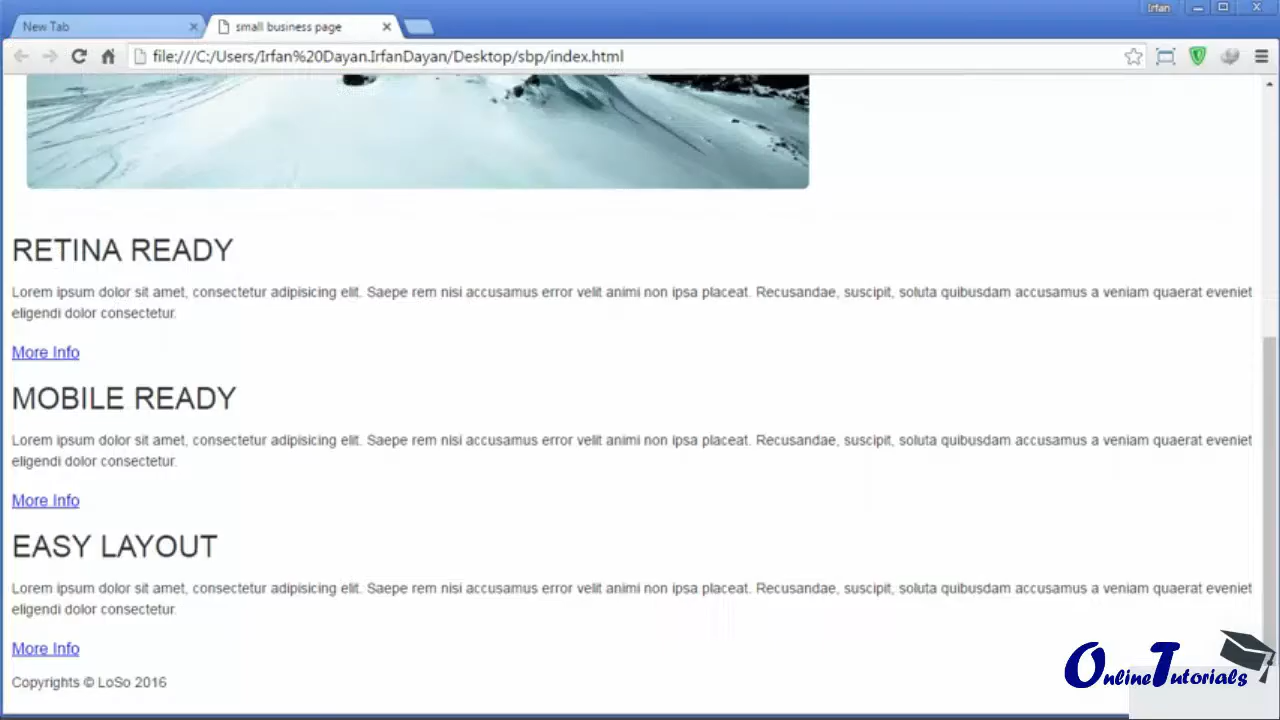 Irfan
New Tab
small business page
file:///C:/Users/Irfan%20Dayan.IrfanDayan/Desktop/sbp/index.html
RETINA READY
Lorem ipsum dolor sit amet, consectetur adipisicing elit. Saepe rem nisi accusamus error velit animi non ipsa placeat. Recusandae, suscipit, soluta quibusdam accusamus a veniam quaerat eveniet
eligendi dolor consectetur.
More Info
MOBILE READY
Lorem ipsum dolor sit amet, consectetur adipisicing elit. Saepe rem nisi accusamus error velit animi non ipsa placeat. Recusandae, suscipit, soluta quibusdam accusamus a veniam quaerat eveniet
eligendi dolor consectetur.
More Info
EASY LAYOUT
Lorem ipsum dolor sit amet, consectetur adipisicing elit. Saepe rem nisi accusamus error velit animi non ipsa placeat. Recusandae, suscipit, soluta quibusdam accusamus a veniam quaerat eveniet
eligendi dolor consectetur.
More Info
Copyrights © LoSo 2016
OnlineTutorials